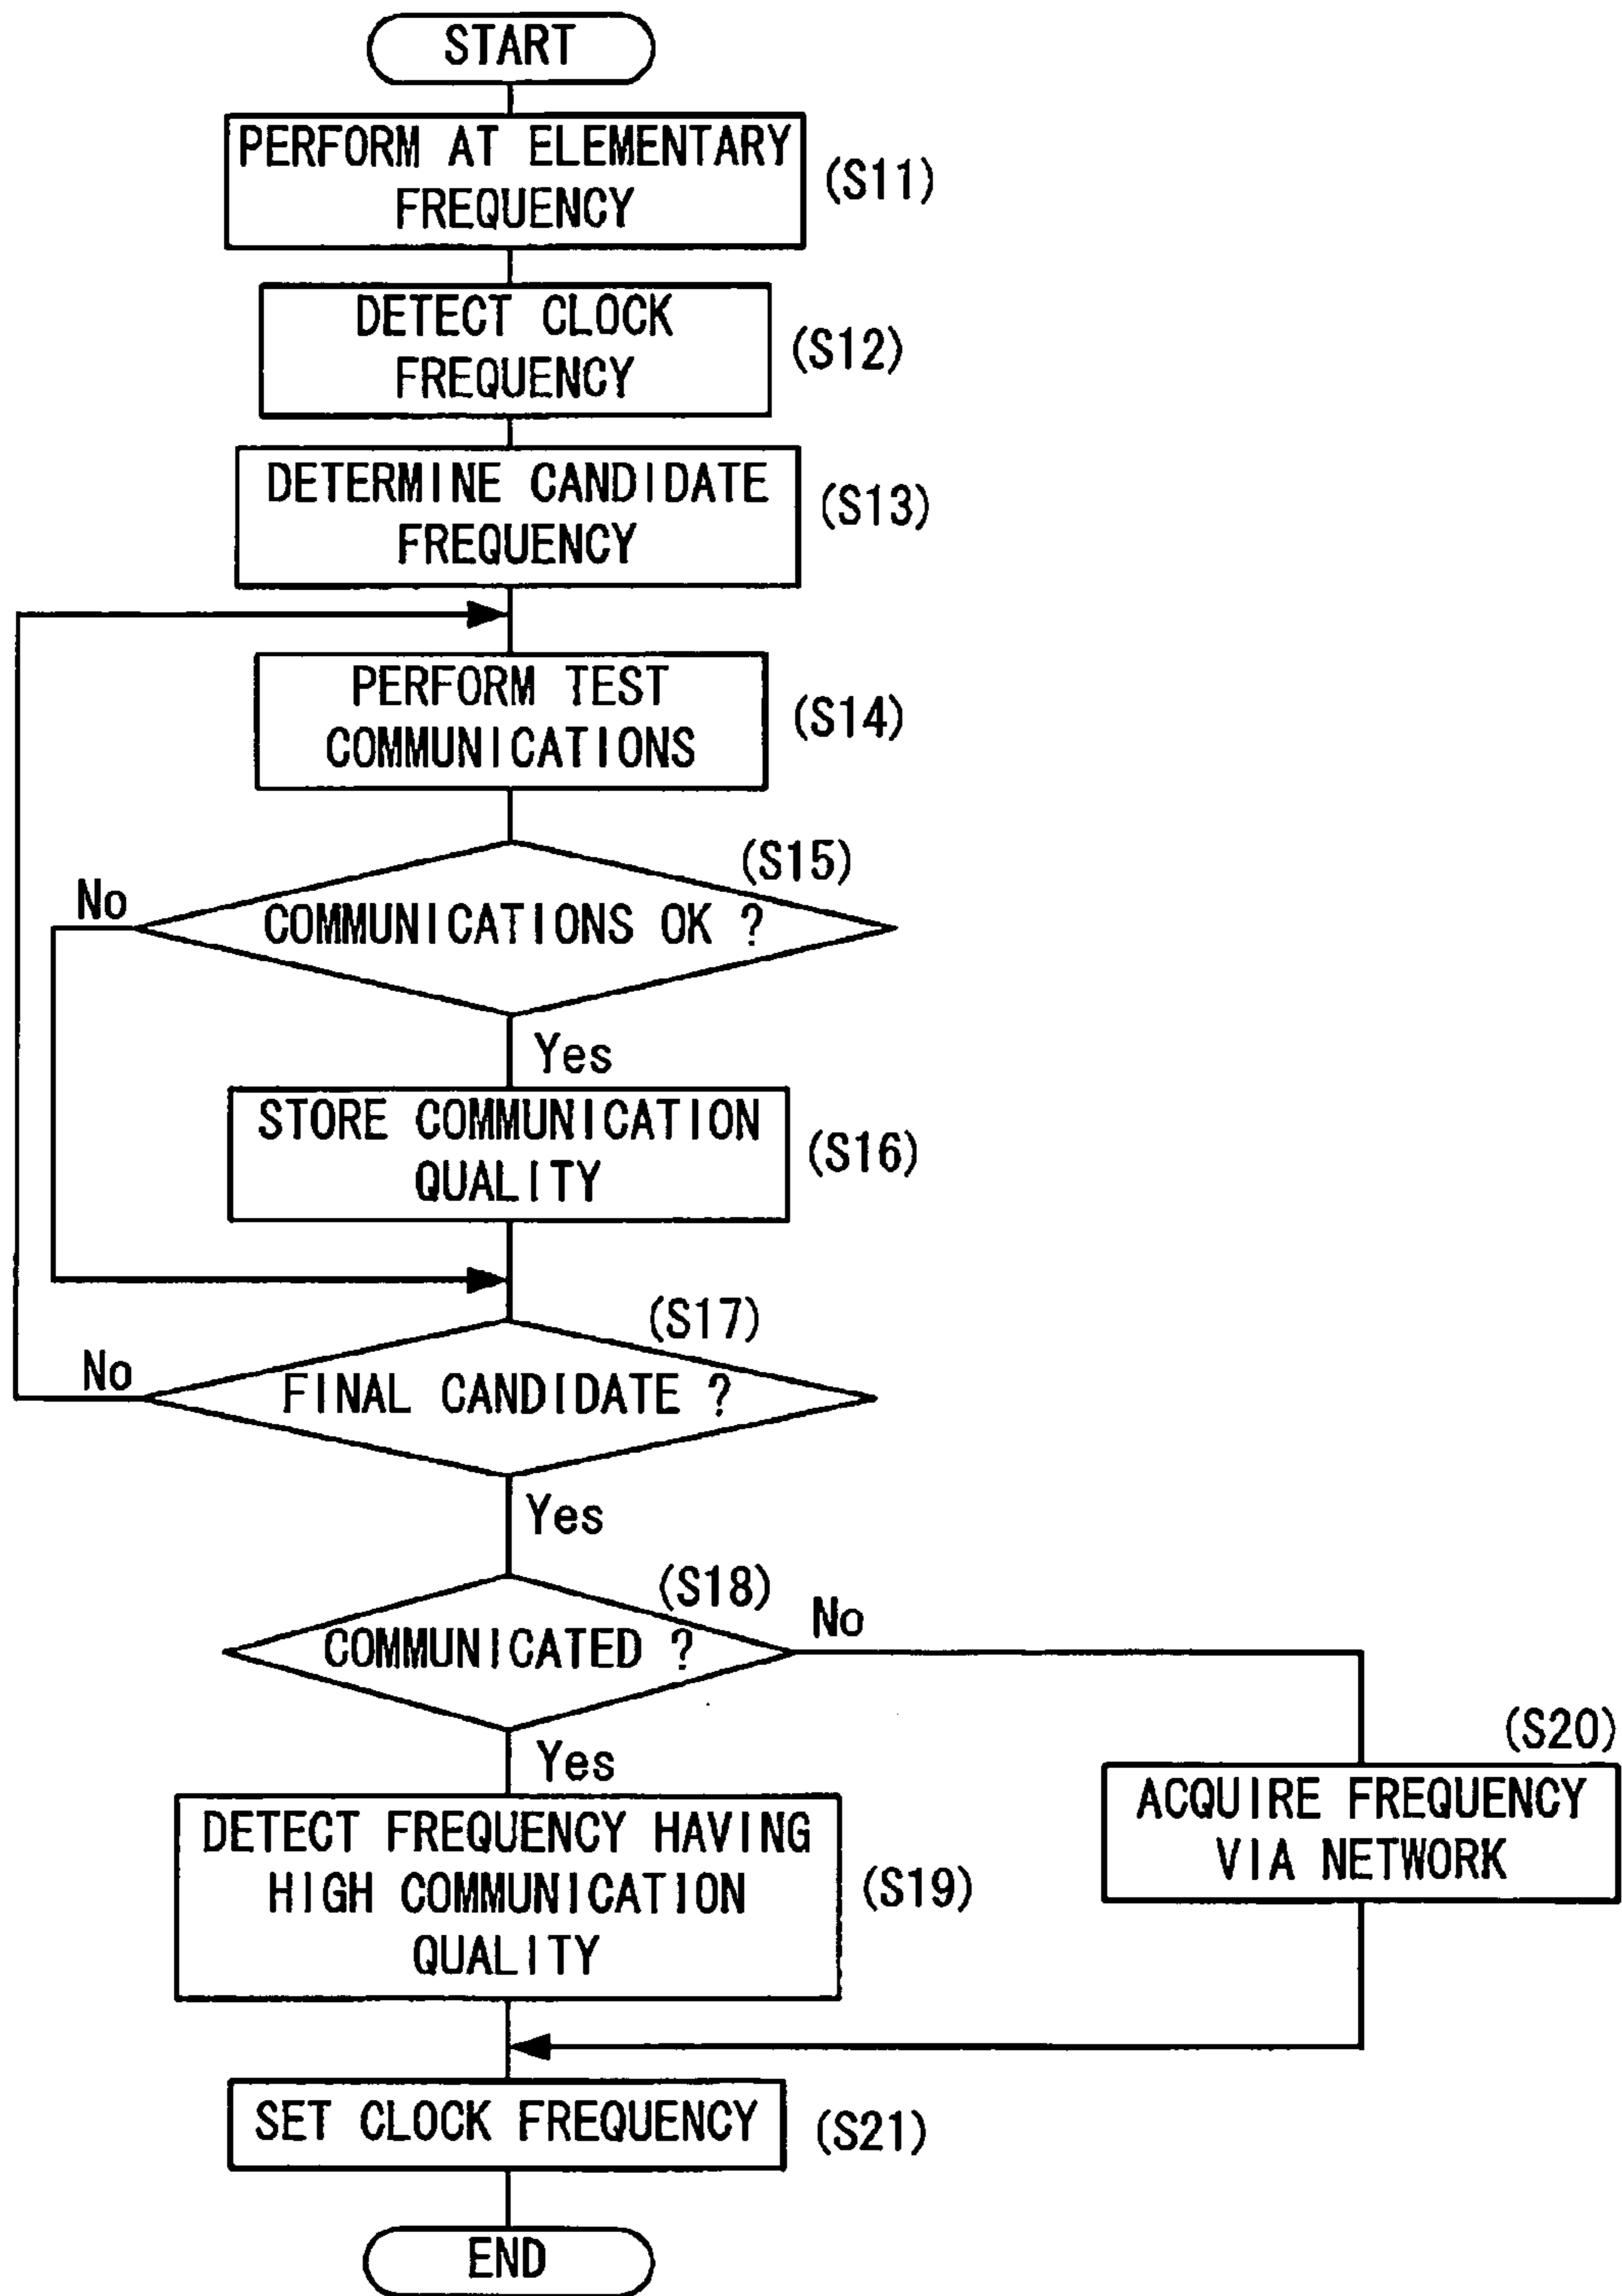 START
PERFORM AT ELEMENTARY
FREQUENCY
(S11)
DETECT CLOCK
FREQUENCY
(S12)
DETERMINE CANDIDATE
FREQUENCY
(S13)
PERFORM TEST
COMMUNICATIONS
(S14)
(S15)
No
COMMUNICATIONS OK ?
Yes
STORE COMMUNICATION
QUALITY
(S16)
(S17)
No
FINAL CANDIDATE ?
Yes
(S18)
No
COMMUNICATED ?
Yes
(S20)
ACQUIRE FREQUENCY
VIA NETWORK
DETECT FREQUENCY HAVING
HIGH COMMUNICATION
QUALITY
(S19)
SET CLOCK FREQUENCY
(S21)
END